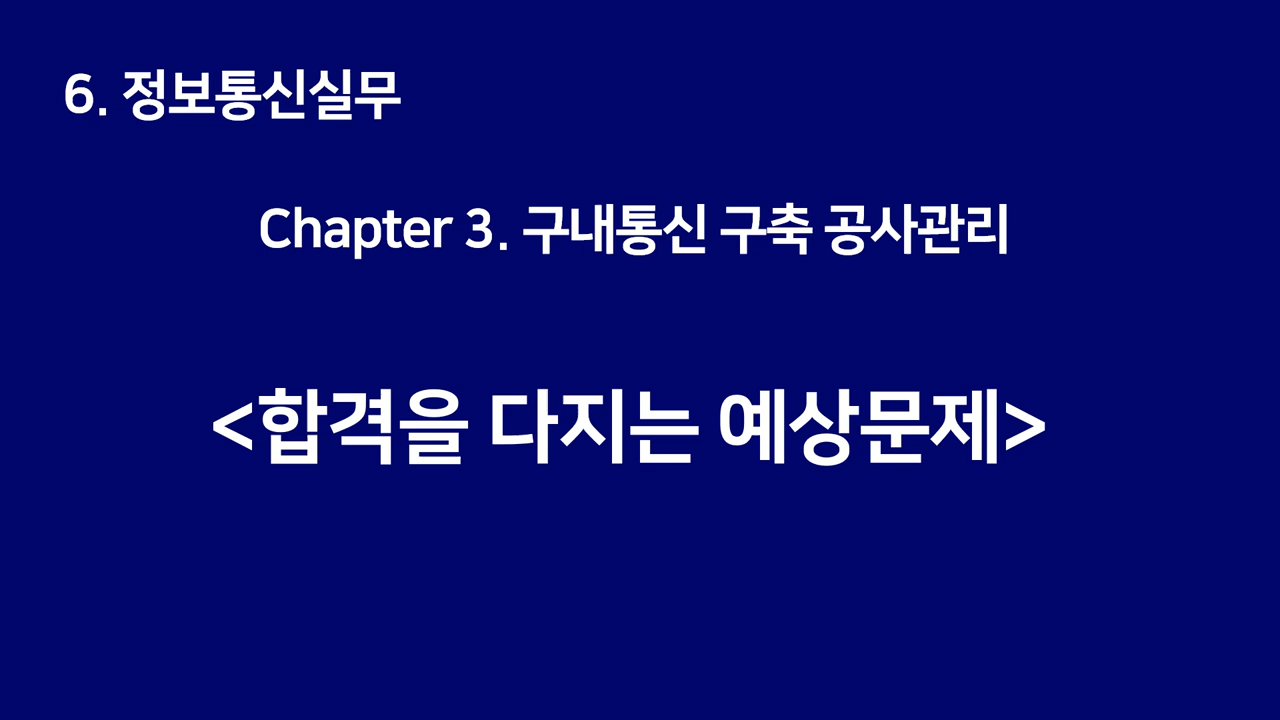 6. 정보통신실무
Chapter 3. 구내통신 구축 공사관리
<합격을 다지는 예상문제>